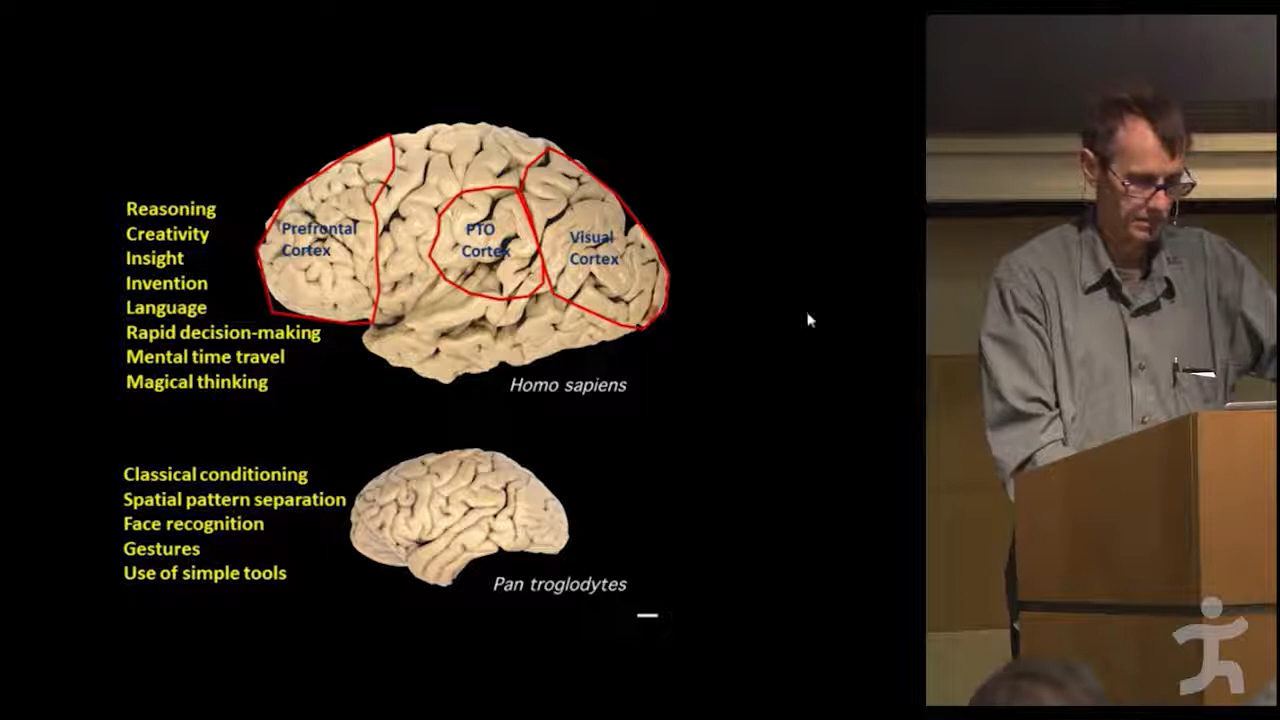 Reasoning
Creativity
Insight
Invention
Language
Rapid decision-making
Mental time travel
Magical thinking
Prefrontal
Cortex
PTO
Cortex
Visual
Cortex
Homo sapiens
Classical conditioning
Spatial pattern separation
Face recognition
Gestures
Use of simple tools
Pan troglodytes